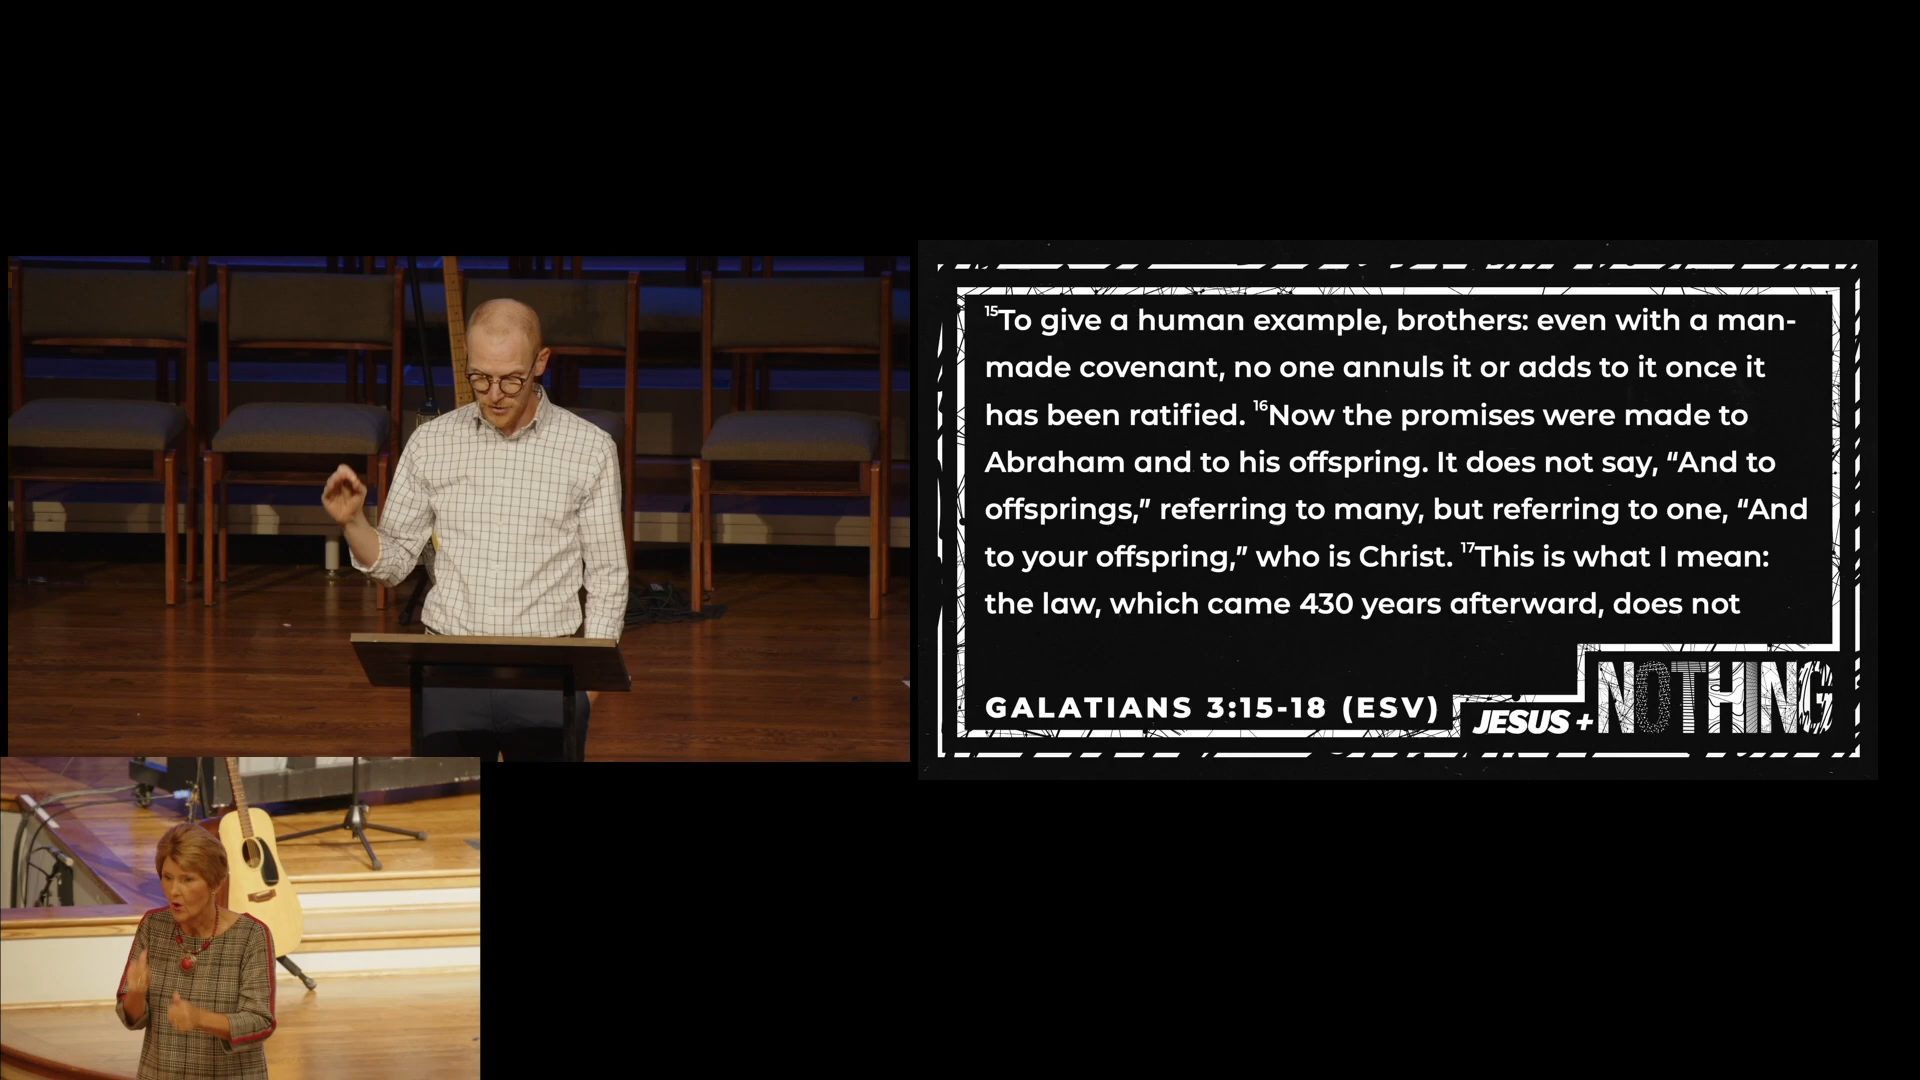 ¹⁵To give a human example, brothers: even with a man-
made covenant, no one annuls it or adds to it once it
has been ratified. ¹⁶Now the promises were made to
Abraham and to his offspring. It does not say, “And to
offsprings,” referring to many, but referring to one, “And
to your offspring,” who is Christ. ¹⁷This is what I mean:
the law, which came 430 years afterward, does not
GALATIANS 3:15-18 (ESV)
JESUS + NOTHING